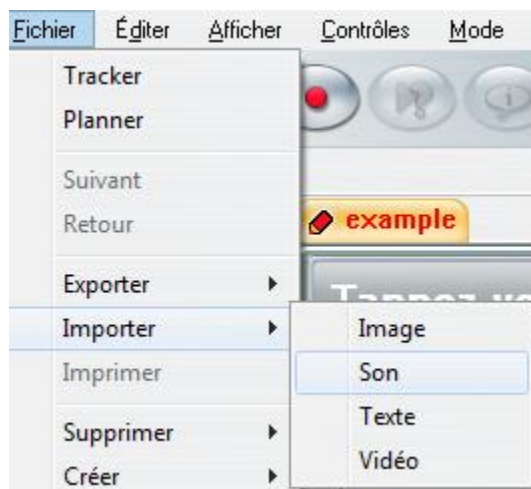 Fichier Éditer Afficher Contrôles Mode
Tracker
Planner
Suivant
Retour
example
Exporter
Importer
Image
Imprimer
Son
Texte
Supprimer
Vidéo
Créer